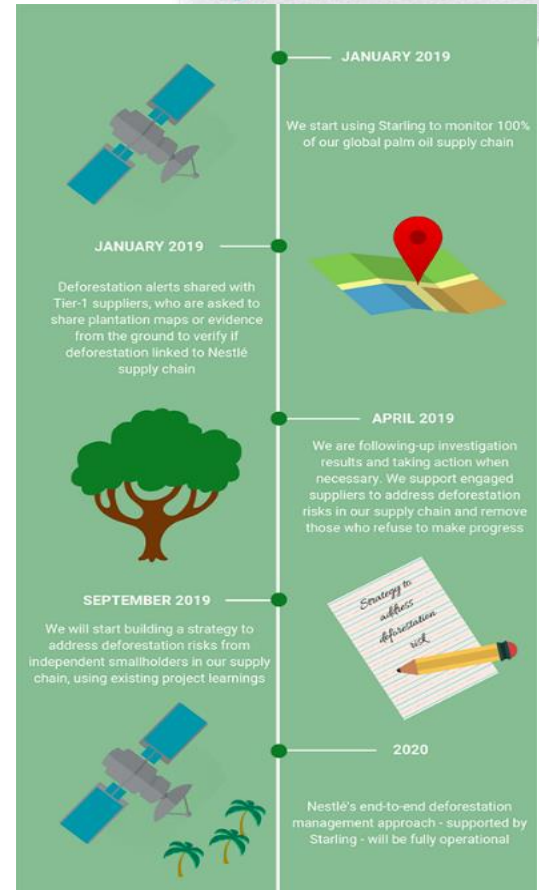 JANUARY 2019
We start using Starling to monitor 100%
of our global palm oil supply chain
JANUARY 2019
Deforestation alerts shared with
Tier-1 suppliers, who are asked to
share plantation maps or evidence
from the ground to verify if
deforestation linked to Nestlé
supply chain
APRIL 2019
We are following-up investigation
results and taking action when
necessary. We support engaged
suppliers to address deforestation
risks in our supply chain and remove
those who refuse to make progress
SEPTEMBER 2019
We will start building a strategy to
address deforestation risks from
independent smallholders in our supply
chain, using existing project learnings
Strategy to
address
deforestation
risk
2020
Nestlé's end-to-end deforestation
management approach - supported by
Starling - will be fully operational